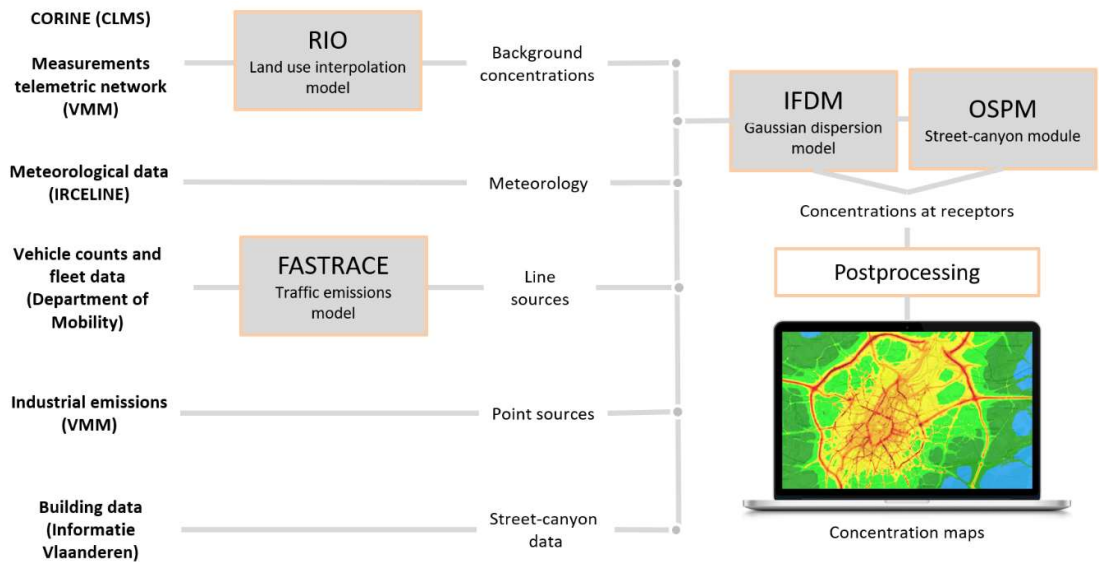 CORINE (CLMS)
Measurements
telemetric network
(VMM)
RIO
Land use interpolation
model
Background
concentrations
Meteorological data
(IRCELINE)
Meteorology
Vehicle counts and
fleet data
(Department of
Mobility)
FASTRACE
Traffic emissions
model
Line
sources
Industrial emissions
(VMM)
Point sources
Building data
(Informatie
Vlaanderen)
Street-canyon
data
IFDM
Gaussian dispersion
model
OSPM
Street-canyon module
Concentrations at receptors
Postprocessing
Concentration maps